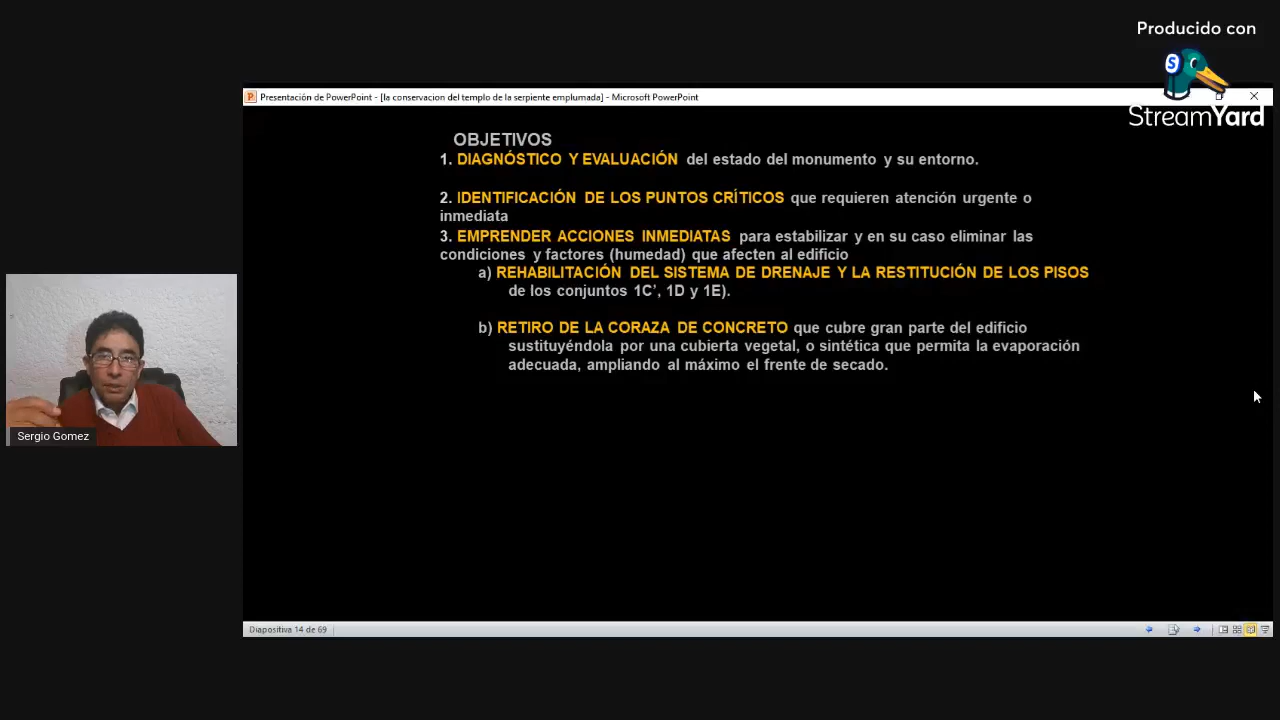 Producido con
StreamYard
Presentación de PowerPoint - [la conservacion del templo de la serpiente emplumada] - Microsoft PowerPoint
OBJETIVOS
1. DIAGNÓSTICO Y EVALUACIÓN del estado del monumento y su entorno.
2. IDENTIFICACIÓN DE LOS PUNTOS CRÍTICOS que requieren atención urgente o
inmediata
3. EMPRENDER ACCIONES INMEDIATAS para estabilizar y en su caso eliminar las
condiciones y factores (humedad) que afecten al edificio
a) REHABILITACIÓN DEL SISTEMA DE DRENAJE Y LA RESTITUCIÓN DE LOS PISOS
de los conjuntos 1C’, 1D y 1E).
b) RETIRO DE LA CORAZA DE CONCRETO que cubre gran parte del edificio
sustituyéndola por una cubierta vegetal, o sintética que permita la evaporación
adecuada, ampliando al máximo el frente de secado.
Sergio Gomez
Diapositiva 14 de 69